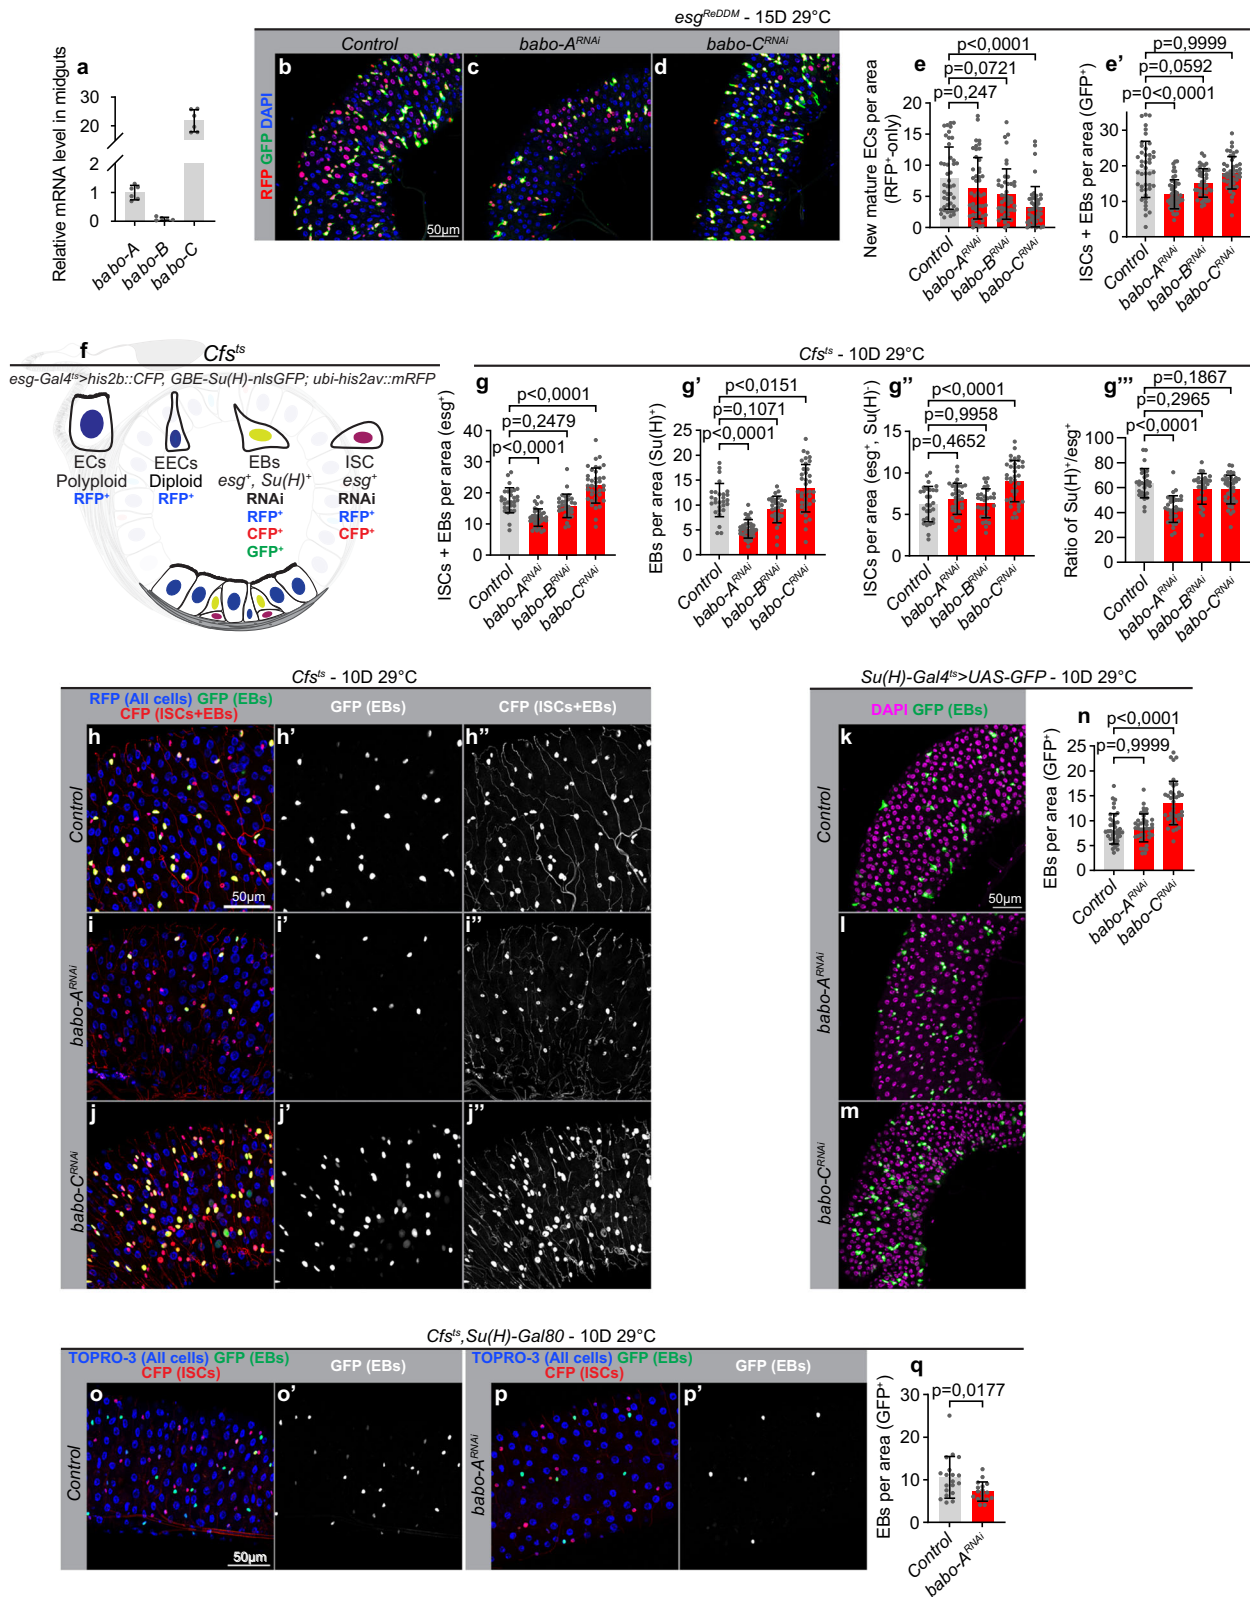 esgReDDM - 15D 29°C
Control
babo-ARNAi
babo-CRNAi
a
Relative mRNA level in midguts
30
20
2
1
0
babo-A
babo-B
babo-C
RFP GFP DAPI
b
50µm
c
d
e
p<0,0001
p=0,0721
p=0,247
New mature ECs per area
(RFP+-only)
20
15
10
5
0
Control
babo-ARNAi
babo-BRNAi
babo-CRNAi
e'
p=0,9999
p=0,0592
p=0<0,0001
ISCs + EBs per area (GFP+)
30
20
10
0
Control
babo-ARNAi
babo-BRNAi
babo-CRNAi
f
Cfsts
esg-Gal4ts>his2b::CFP, GBE-Su(H)-nlsGFP; ubi-his2av::mRFP
ECs
Polyploid
RFP+
EECs
Diploid
RFP+
EBs
esg+, Su(H)+
RNAi
RFP+
CFP+
GFP+
ISC
esg+
RNAi
RFP+
CFP+
Cfsts - 10D 29°C
g
p<0,0001
p=0,2479
p<0,0001
ISCs + EBs per area (esg+)
40
30
20
10
0
Control
babo-ARNAi
babo-BRNAi
babo-CRNAi
g'
p<0,0151
p=0,1071
p<0,0001
EBs per area (Su(H)+)
25
20
15
10
5
0
Control
babo-ARNAi
babo-BRNAi
babo-CRNAi
g''
p<0,0001
p=0,9958
p=0,4652
ISCs per area (esg+, Su(H)-)
15
10
5
0
Control
babo-ARNAi
babo-BRNAi
babo-CRNAi
g'''
p=0,1867
p=0,2965
p<0,0001
Ratio of Su(H)+/esg+
100
80
60
40
20
0
Control
babo-ARNAi
babo-BRNAi
babo-CRNAi
Cfsts - 10D 29°C
RFP (All cells) GFP (EBs)
CFP (ISCs+EBs)
GFP (EBs)
CFP (ISCs+EBs)
Control
h
50µm
h'
h''
babo-ARNAi
i
i'
i''
babo-CRNAi
j
j'
j''
Su(H)-Gal4ts>UAS-GFP - 10D 29°C
DAPI GFP (EBs)
Control
k
50µm
babo-ARNAi
l
babo-CRNAi
m
n
p<0,0001
p=0,9999
EBs per area (GFP+)
25
20
15
10
5
0
Control
babo-ARNAi
babo-CRNAi
Cfsts,Su(H)-Gal80 - 10D 29°C
TOPRO-3 (All cells) GFP (EBs)
CFP (ISCs)
GFP (EBs)
TOPRO-3 (All cells) GFP (EBs)
CFP (ISCs)
GFP (EBs)
Control
o
50µm
o'
babo-ARNAi
p
p'
q
p=0,0177
EBs per area (GFP+)
30
20
10
0
Control
babo-ARNAi